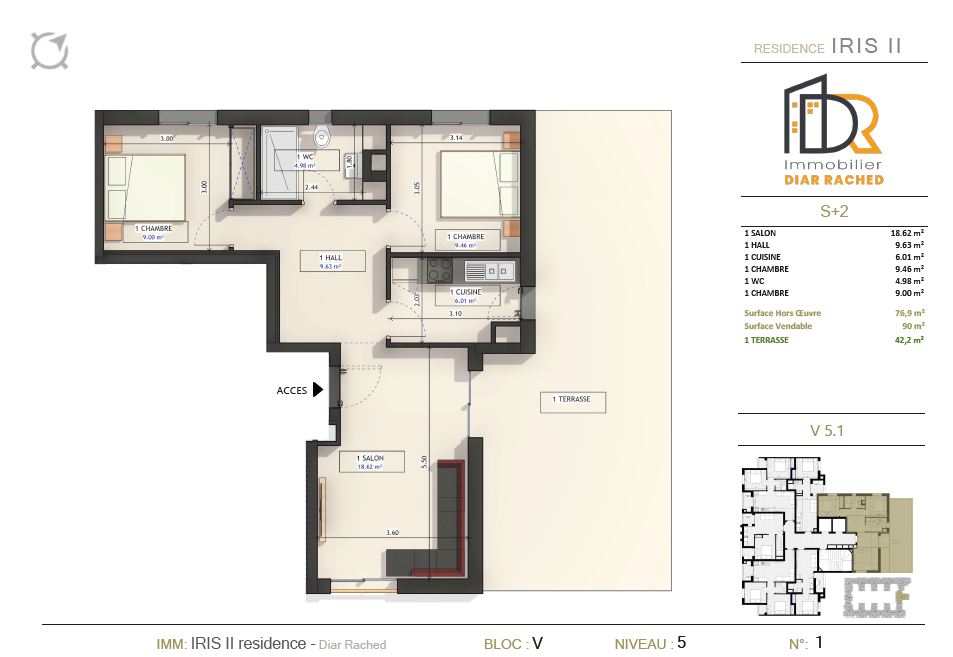 RESIDENCE IRIS II
DR
Immobilier
DIAR RACHED
S+2
1 SALON 18.62 m²
1 HALL 9.63 m²
1 CUISINE 6.01 m²
1 CHAMBRE 9.46 m²
1 WC 4.98 m²
1 CHAMBRE 9.00 m²
Surface Hors Œuvre 76,9 m²
Surface Vendable 90 m²
1 TERRASSE 42,2 m²
V 5.1
3.00
3.00
1 CHAMBRE
9.00 m²
1 WC
4.98 m²
1.80
2.44
3.14
3.05
1 CHAMBRE
9.46 m²
1 HALL
9.63 m²
1 CUISINE
6.01 m²
2.03
3.10
ACCES
1 TERRASSE
1 SALON
18.62 m²
5.50
3.60
IMM: IRIS II residence - Diar Rached BLOC : V NIVEAU : 5 N°: 1